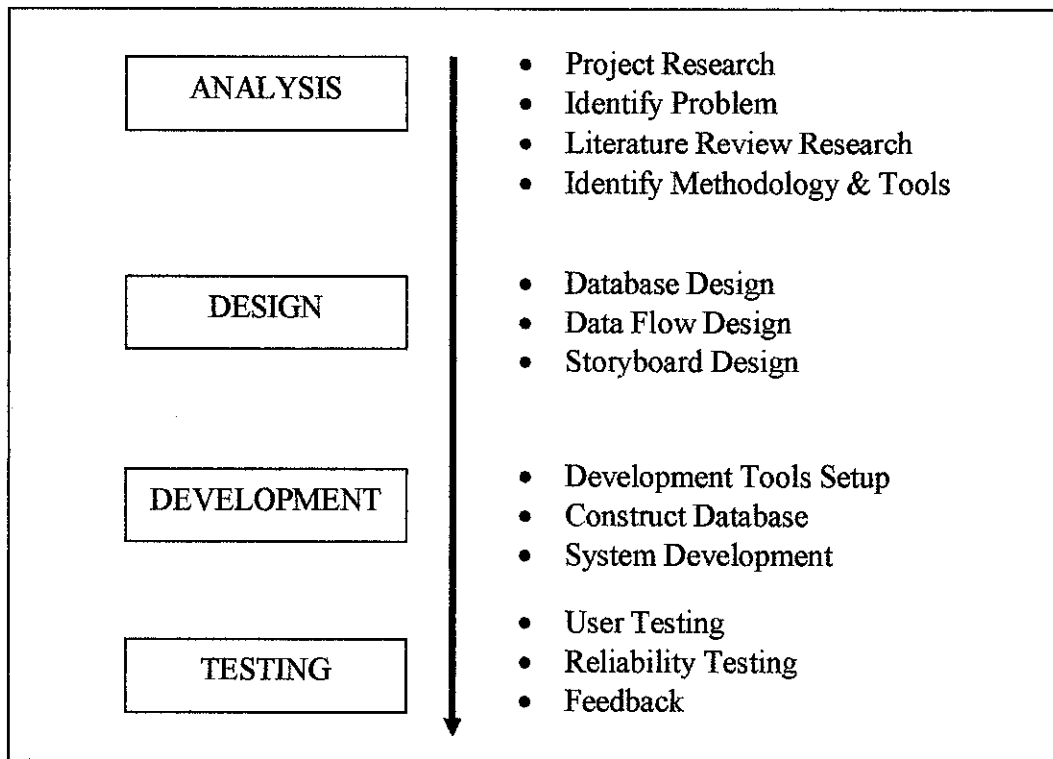 ANALYSIS
• Project Research
• Identify Problem
• Literature Review Research
• Identify Methodology & Tools
DESIGN
• Database Design
• Data Flow Design
• Storyboard Design
DEVELOPMENT
• Development Tools Setup
• Construct Database
• System Development
TESTING
• User Testing
• Reliability Testing
• Feedback